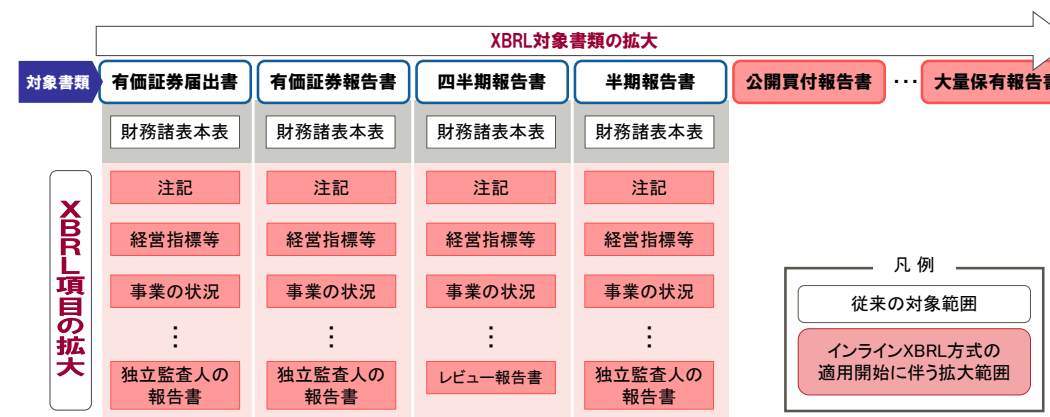 XBRL対象書類の拡大
対象書類
有価証券届出書
有価証券報告書
四半期報告書
半期報告書
公開買付報告書
・・・
大量保有報告書
財務諸表本表
財務諸表本表
財務諸表本表
財務諸表本表
XBRL項目の拡大
注記
注記
注記
注記
経営指標等
経営指標等
経営指標等
経営指標等
事業の状況
事業の状況
事業の状況
事業の状況
⋮
⋮
⋮
⋮
独立監査人の
報告書
独立監査人の
報告書
レビュー報告書
独立監査人の
報告書
凡 例
従来の対象範囲
インラインXBRL方式の
適用開始に伴う拡大範囲